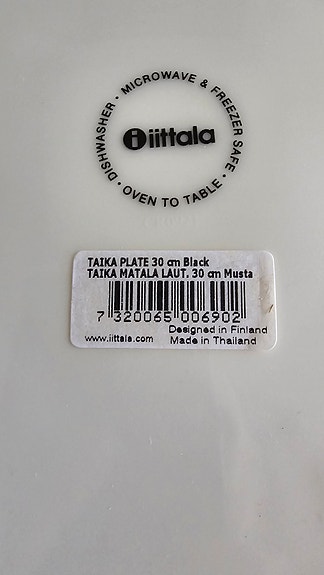 DISHWASHER · MICROWAVE & FREEZER SAFE · OVEN TO TABLE ·
iittala
TAIKA PLATE 30 cm Black
TAIKA MATALA LAUT. 30 cm Musta
7 320065 006902
Designed in Finland
www.iittala.com Made in Thailand